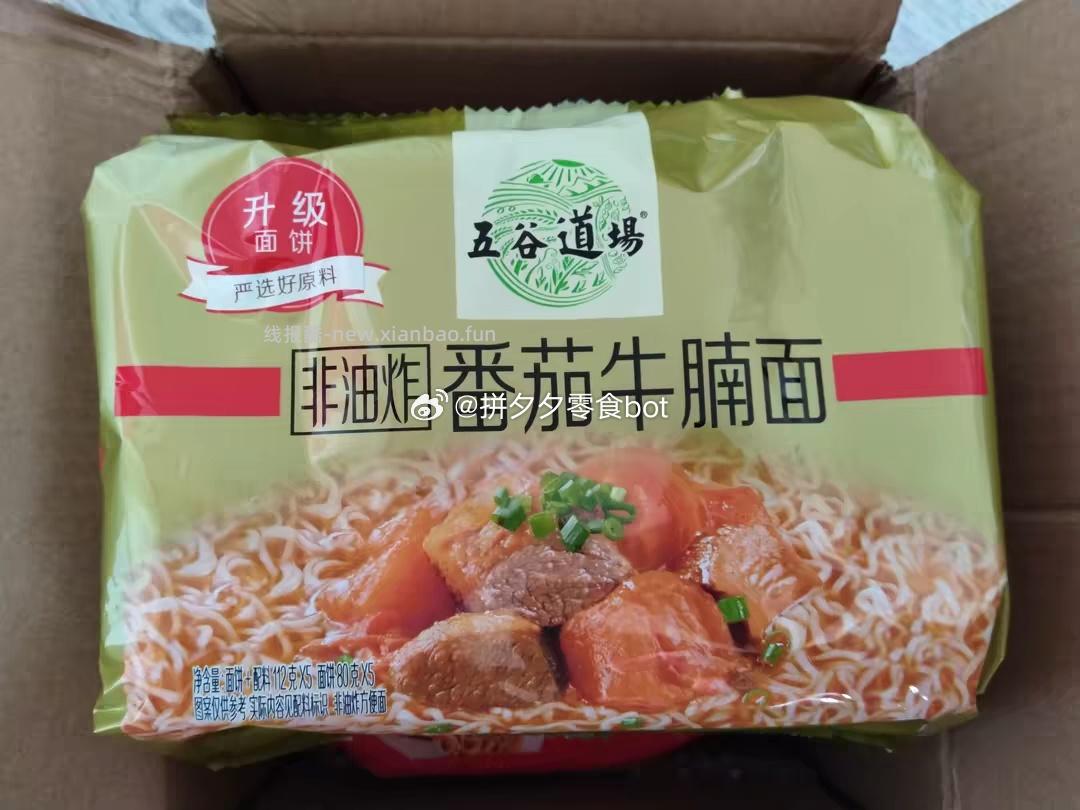 升级
面饼
严选好原料
五谷道場®
线报酷-new.xianbao.fun
非油炸 番茄牛腩面
@拼夕夕零食bot
净含量:面饼+配料112克X5 面饼80克X5
图案仅供参考 实际内容见配料标识 非油炸方便面